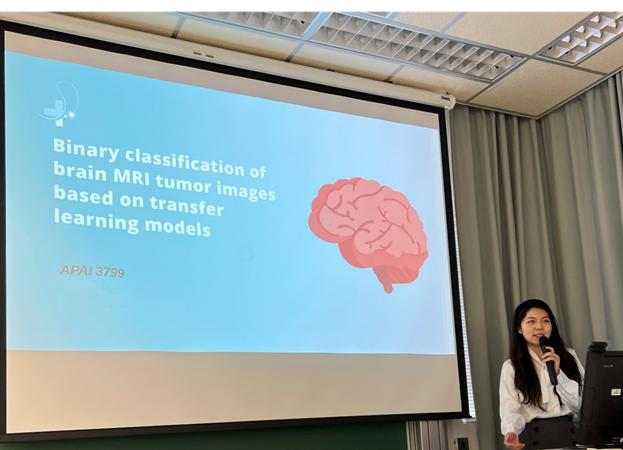 Binary classification of
brain MRI tumor images
based on transfer
learning models
APAI 3799